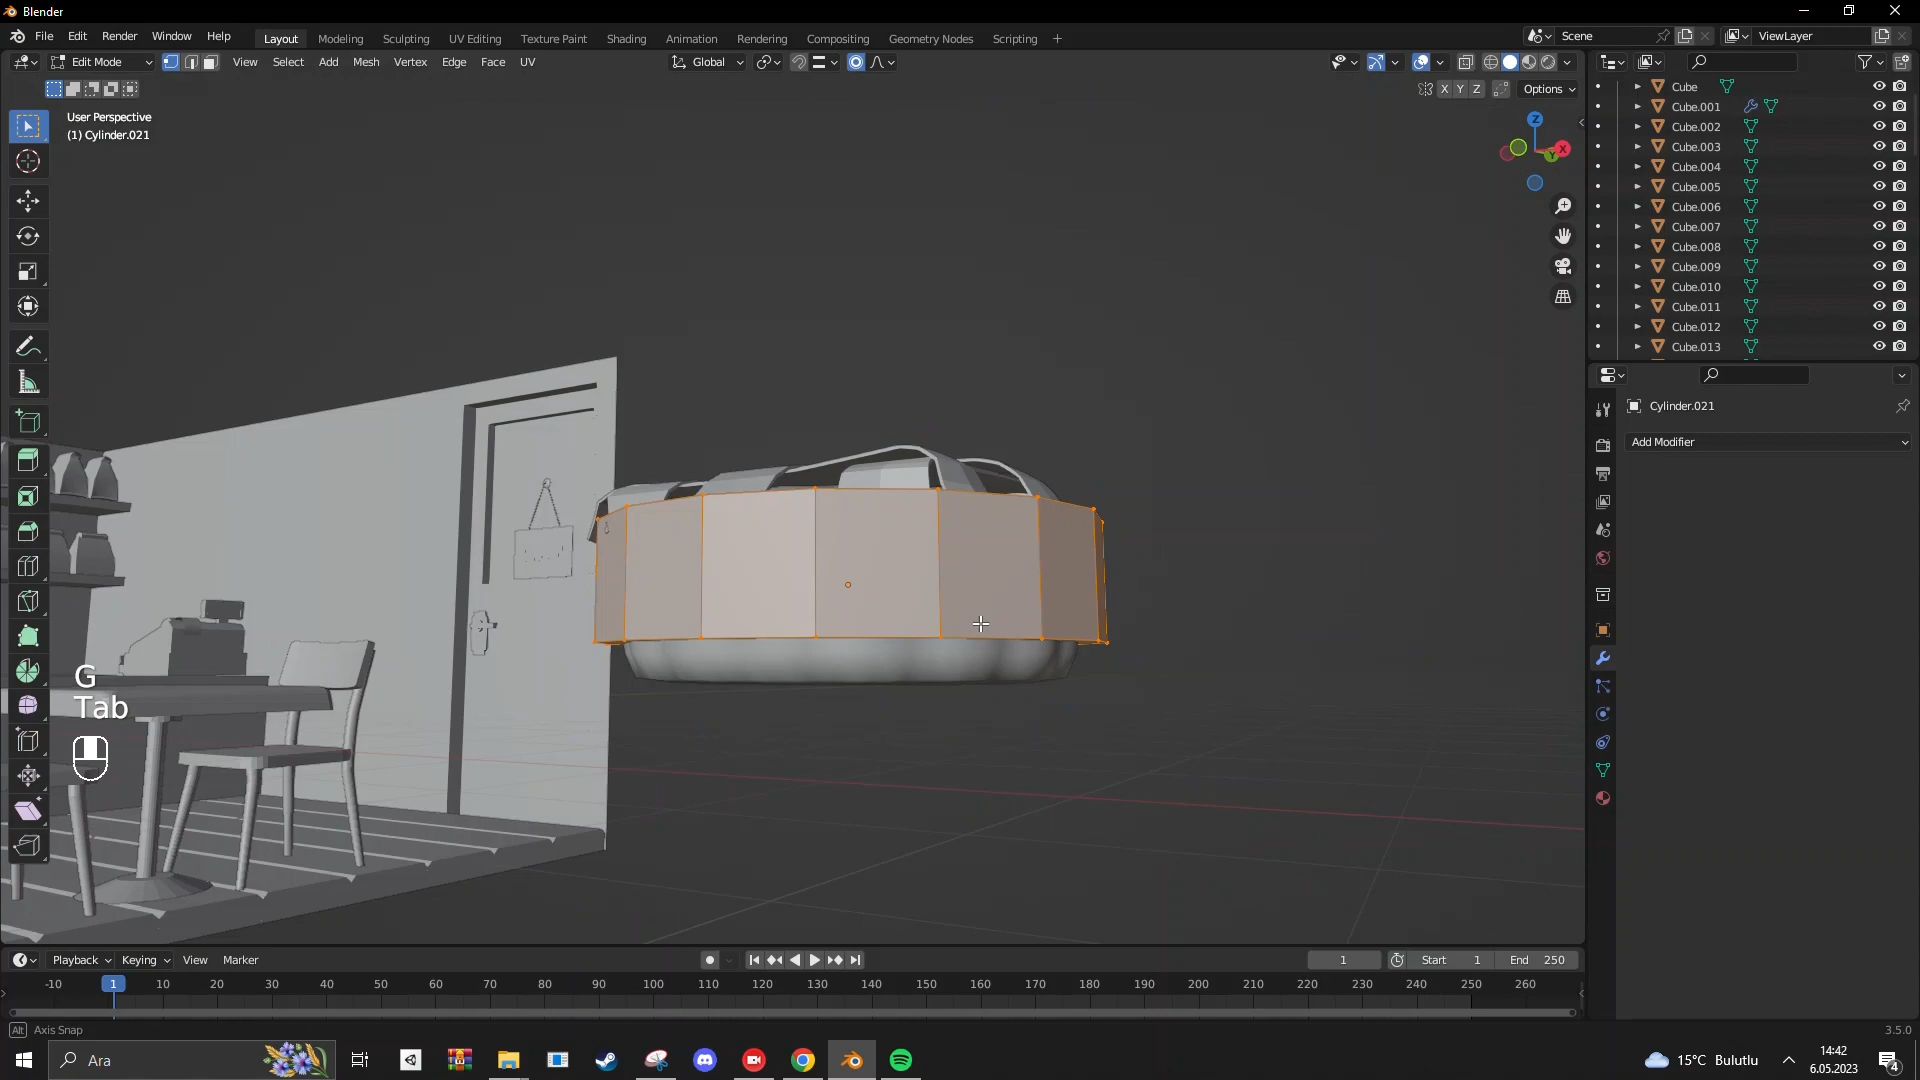 Blender
File Edit Render Window Help
Layout Modeling Sculpting UV Editing Texture Paint Shading Animation Rendering Compositing Geometry Nodes Scripting +
Scene
ViewLayer
Edit Mode View Select Add Mesh Vertex Edge Face UV
Global
X Y Z Options
User Perspective
(1) Cylinder.021
Z
X
Y
Cube
Cube.001
Cube.002
Cube.003
Cube.004
Cube.005
Cube.006
Cube.007
Cube.008
Cube.009
Cube.010
Cube.011
Cube.012
Cube.013
Cylinder.021
Add Modifier
G
Tab
Playback Keying View Marker
1 Start 1 End 250
-10 1 10 20 30 40 50 60 70 80 90 100 110 120 130 140 150 160 170 180 190 200 210 220 230 240 250 260
Alt Axis Snap
3.5.0
Ara
15°C Bulutlu
14:42
6.05.2023
4